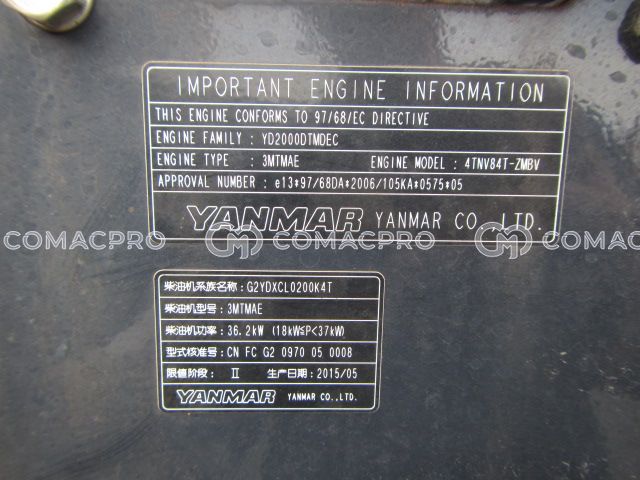 IMPORTANT ENGINE INFORMATION
THIS ENGINE CONFORMS TO 97/68/EC DIRECTIVE
ENGINE FAMILY : YD2000DTMDEC
ENGINE TYPE : 3MTMAE ENGINE MODEL : 4TNV84T-ZMBV
APPROVAL NUMBER : e13*97/68DA*2006/105KA*0575*05
YANMAR YANMAR CO., LTD.
COMACPRO COMACPRO COMACPRO
柴油机系族名称: G2YDXCL0200K4T
柴油机型号: 3MTMAE
柴油机功率: 36.2kW (18kW≦P<37kW)
型式核准号: CN FC G2 0970 05 0008
限值阶段: Ⅱ 生产日期: 2015/05
YANMAR YANMAR CO.,LTD.